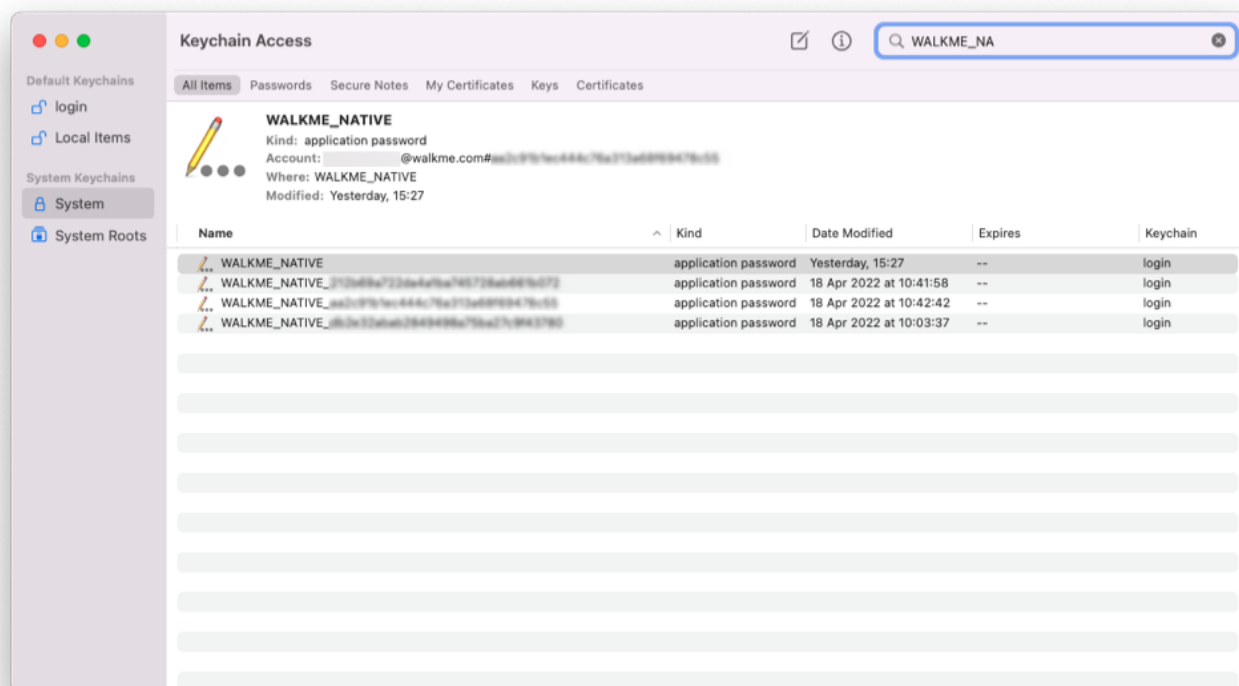 Keychain Access
WALKME_NA
Default Keychains
login
Local Items
System Keychains
System
System Roots
All Items Passwords Secure Notes My Certificates Keys Certificates
WALKME_NATIVE
Kind: application password
Account: @walkme.com#
Where: WALKME_NATIVE
Modified: Yesterday, 15:27
Name Kind Date Modified Expires Keychain
WALKME_NATIVE application password Yesterday, 15:27 -- login
WALKME_NATIVE_ application password 18 Apr 2022 at 10:41:58 -- login
WALKME_NATIVE_ application password 18 Apr 2022 at 10:42:42 -- login
WALKME_NATIVE_ application password 18 Apr 2022 at 10:03:37 -- login